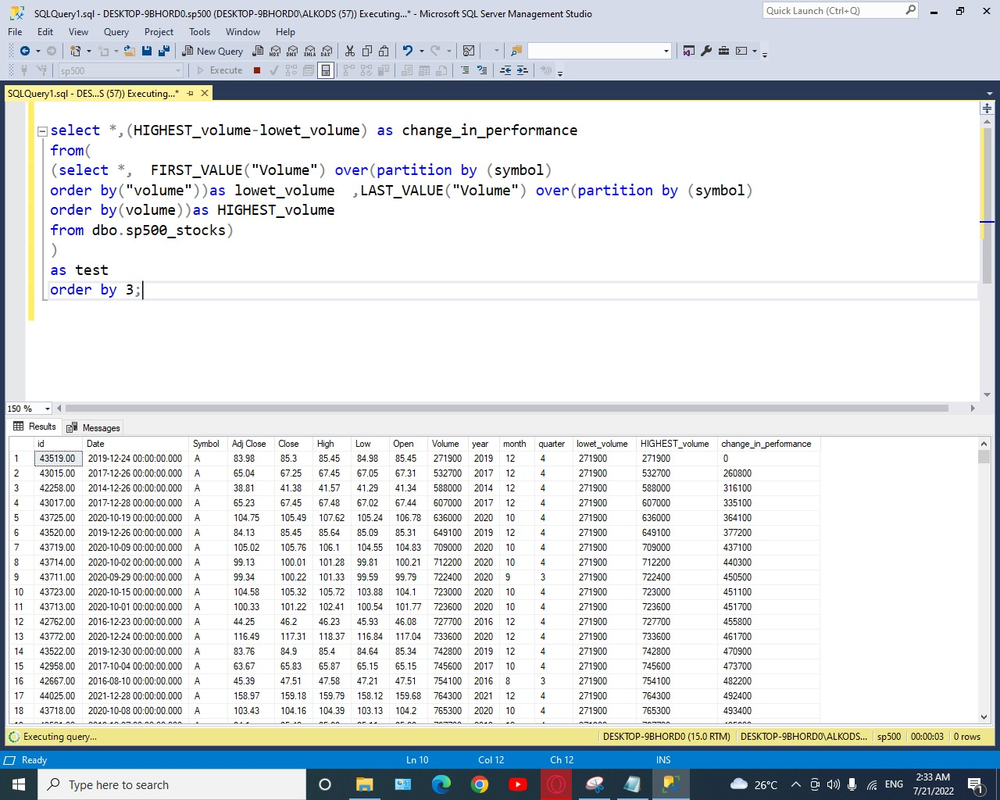 SQLQuery1.sql - DESKTOP-9BHORD0.sp500 (DESKTOP-9BHORD0\ALKODS (57)) Executing...* - Microsoft SQL Server Management Studio
Quick Launch (Ctrl+Q)
File Edit View Query Project Tools Window Help
New Query
MDX DMX XMLA DAX
sp500 Execute
SQLQuery1.sql - DES...S (57)) Executing...*
select *,(HIGHEST_volume-lowet_volume) as change_in_performance
from(
(select *, FIRST_VALUE("Volume") over(partition by (symbol)
order by("volume"))as lowet_volume ,LAST_VALUE("Volume") over(partition by (symbol)
order by(volume))as HIGHEST_volume
from dbo.sp500_stocks)
)
as test
order by 3;
150 %
Results Messages
id Date Symbol Adj Close Close High Low Open Volume year month quarter lowet_volume HIGHEST_volume change_in_performance
1 43519.00 2019-12-24 00:00:00.000 A 83.98 85.3 85.45 84.98 85.45 271900 2019 12 4 271900 271900 0
2 43015.00 2017-12-26 00:00:00.000 A 65.04 67.25 67.45 67.05 67.31 532700 2017 12 4 271900 532700 260800
3 42258.00 2014-12-26 00:00:00.000 A 38.81 41.38 41.57 41.29 41.34 588000 2014 12 4 271900 588000 316100
4 43017.00 2017-12-28 00:00:00.000 A 65.23 67.45 67.48 67.02 67.44 607000 2017 12 4 271900 607000 335100
5 43725.00 2020-10-19 00:00:00.000 A 104.75 105.49 107.62 105.24 106.78 636000 2020 10 4 271900 636000 364100
6 43520.00 2019-12-26 00:00:00.000 A 84.13 85.45 85.64 85.09 85.31 649100 2019 12 4 271900 649100 377200
7 43719.00 2020-10-09 00:00:00.000 A 105.02 105.76 106.1 104.55 104.83 709000 2020 10 4 271900 709000 437100
8 43714.00 2020-10-02 00:00:00.000 A 99.13 100.01 101.28 99.81 100.21 712200 2020 10 4 271900 712200 440300
9 43711.00 2020-09-29 00:00:00.000 A 99.34 100.22 101.33 99.59 99.79 722400 2020 9 3 271900 722400 450500
10 43723.00 2020-10-15 00:00:00.000 A 104.58 105.32 105.72 103.88 104.1 723000 2020 10 4 271900 723000 451100
11 43713.00 2020-10-01 00:00:00.000 A 100.33 101.22 102.41 100.54 101.77 723600 2020 10 4 271900 723600 451700
12 42762.00 2016-12-23 00:00:00.000 A 44.25 46.2 46.23 45.93 46.08 727700 2016 12 4 271900 727700 455800
13 43772.00 2020-12-24 00:00:00.000 A 116.49 117.31 118.37 116.84 117.04 733600 2020 12 4 271900 733600 461700
14 43522.00 2019-12-30 00:00:00.000 A 83.76 84.9 85.4 84.64 85.34 742800 2019 12 4 271900 742800 470900
15 42958.00 2017-10-04 00:00:00.000 A 63.67 65.83 65.87 65.15 65.15 745600 2017 10 4 271900 745600 473700
16 42667.00 2016-08-10 00:00:00.000 A 45.39 47.51 47.58 47.21 47.51 754100 2016 8 3 271900 754100 482200
17 44025.00 2021-12-28 00:00:00.000 A 158.97 159.18 159.79 158.12 159.68 764300 2021 12 4 271900 764300 492400
18 43718.00 2020-10-08 00:00:00.000 A 103.43 104.16 104.39 103.13 104.2 765300 2020 10 4 271900 765300 493400
Executing query... DESKTOP-9BHORD0 (15.0 RTM) DESKTOP-9BHORD0\ALKODS... sp500 00:00:03 0 rows
Ready Ln 10 Col 12 Ch 12 INS
Type here to search 26°C ENG 2:33 AM
7/21/2022 1